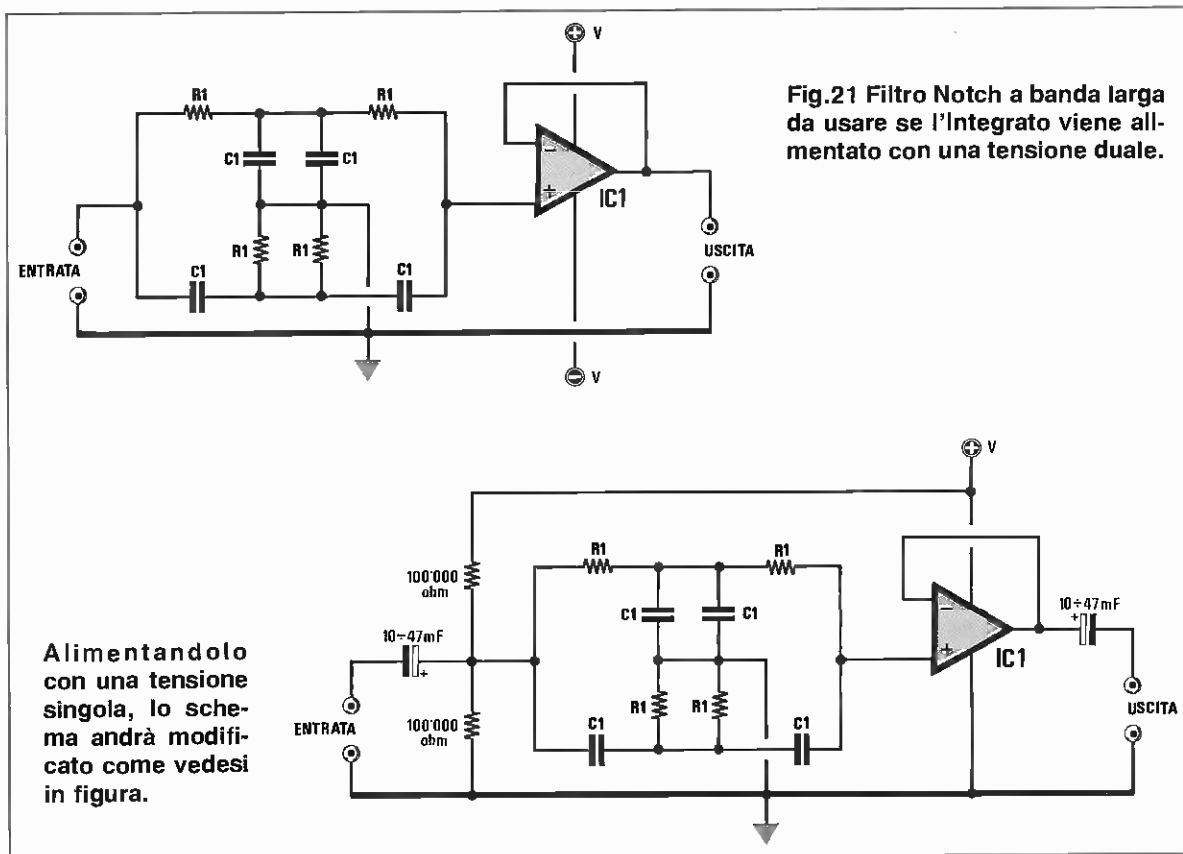 Fig.21 Filtro Notch a banda larga
da usare se l'Integrato viene ali-
mentato con una tensione duale.
V
R1
R1
C1
C1
R1
R1
C1
C1
ENTRATA
IC1
USCITA
V
V
R1
R1
100'000
ohm
C1
C1
10÷47mF
10÷47mF
IC1
R1
R1
C1
C1
ENTRATA
100'000
ohm
USCITA
Alimentandolo
con una tensione
singola, lo sche-
ma andrà modifi-
cato come vedesi
in figura.